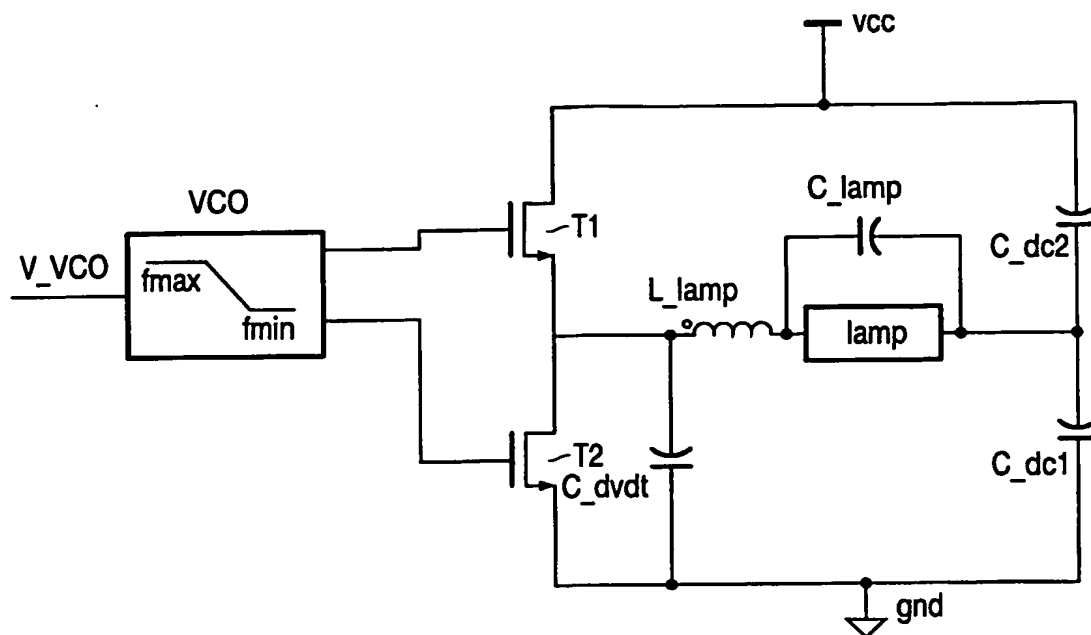 vcc
VCO
C_lamp
T1
V_VCO
C_dc2
fmax
L_lamp
fmin
lamp
T2
C_dvdt
C_dc1
gnd